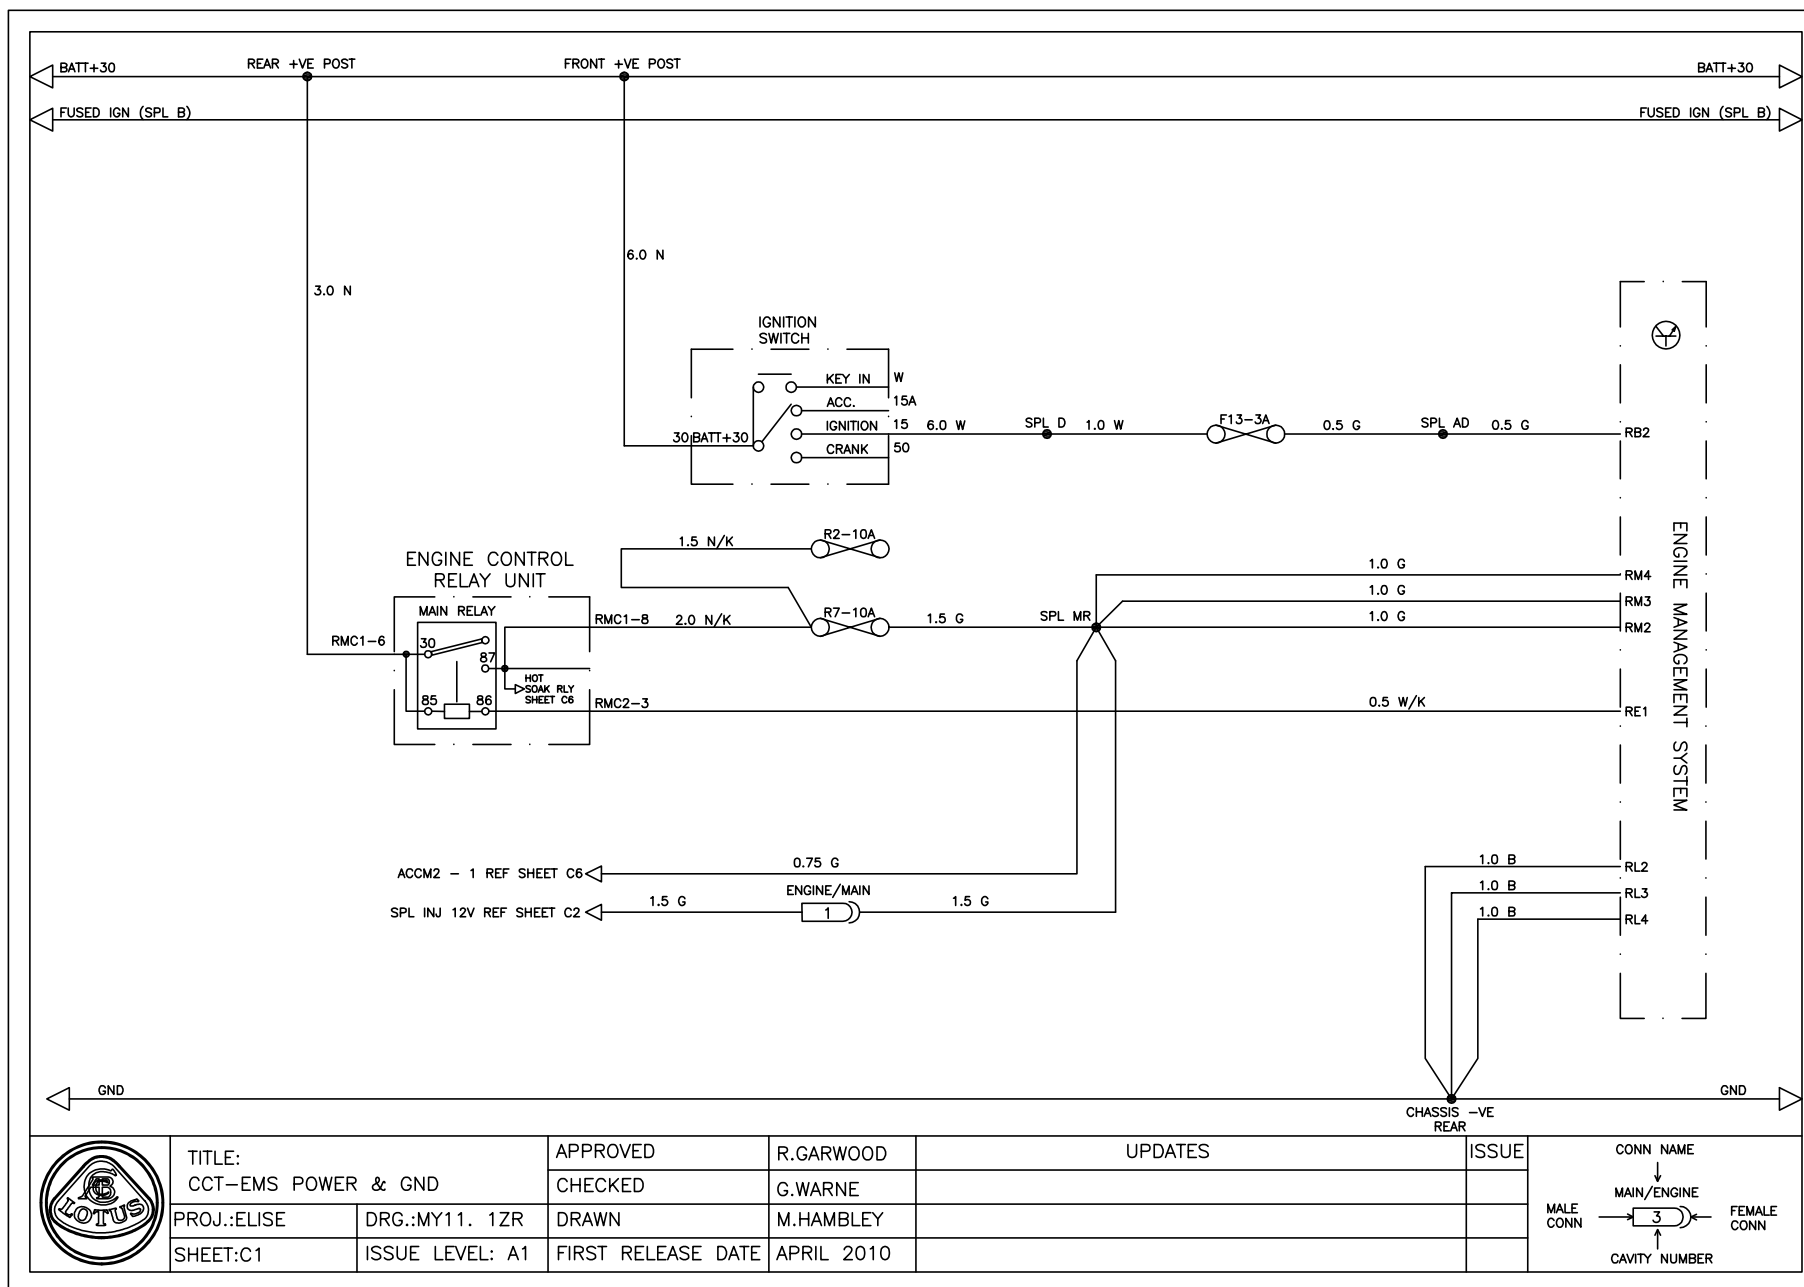 BATT+30
REAR +VE POST
FRONT +VE POST
BATT+30
FUSED IGN (SPL B)
FUSED IGN (SPL B)
6.0 N
3.0 N
IGNITION
SWITCH
KEY IN
W
ACC.
15A
IGNITION
15
6.0 W
SPL D
1.0 W
F13-3A
0.5 G
SPL AD
0.5 G
RB2
30
BATT+30
CRANK
50
ENGINE MANAGEMENT SYSTEM
1.5 N/K
R2-10A
ENGINE CONTROL
RELAY UNIT
1.0 G
RM4
MAIN RELAY
1.0 G
RM3
RMC1-8
2.0 N/K
R7-10A
1.5 G
SPL MR
1.0 G
RM2
RMC1-6
30
87
HOT
SOAK RLY
SHEET C6
85
86
RMC2-3
0.5 W/K
RE1
ACCM2 - 1 REF SHEET C6
0.75 G
1.0 B
RL2
ENGINE/MAIN
1.0 B
RL3
SPL INJ 12V REF SHEET C2
1.5 G
1
1.5 G
1.0 B
RL4
GND
GND
CHASSIS -VE
REAR
LOTUS
TITLE:
CCT-EMS POWER & GND
PROJ.:ELISE
DRG.:MY11. 1ZR
SHEET:C1
ISSUE LEVEL: A1
APPROVED
R.GARWOOD
CHECKED
G.WARNE
DRAWN
M.HAMBLEY
FIRST RELEASE DATE
APRIL 2010
UPDATES
ISSUE
CONN NAME
MAIN/ENGINE
MALE
CONN
3
FEMALE
CONN
CAVITY NUMBER